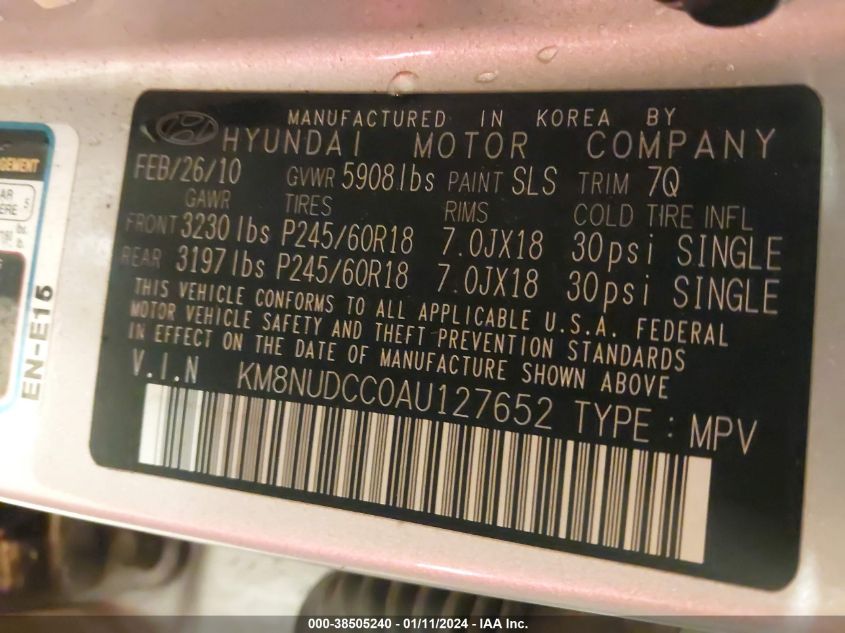 MANUFACTURED IN KOREA BY
HYUNDAI MOTOR COMPANY
FEB/26/10 GVWR 5908lbs PAINT SLS TRIM 7Q
GAWR TIRES RIMS COLD TIRE INFL
FRONT 3230lbs P245/60R18 7.0JX18 30psi SINGLE
REAR 3197lbs P245/60R18 7.0JX18 30psi SINGLE
THIS VEHICLE CONFORMS TO ALL APPLICABLE U.S.A. FEDERAL
MOTOR VEHICLE SAFETY AND THEFT PREVENTION STANDARDS
IN EFFECT ON THE DATE OF MANUFACTURE SHOWN ABOVE
V.I.N KM8NUDCC0AU127652 TYPE : MPV
EN-E15
000-38505240 - 01/11/2024 - IAA Inc.